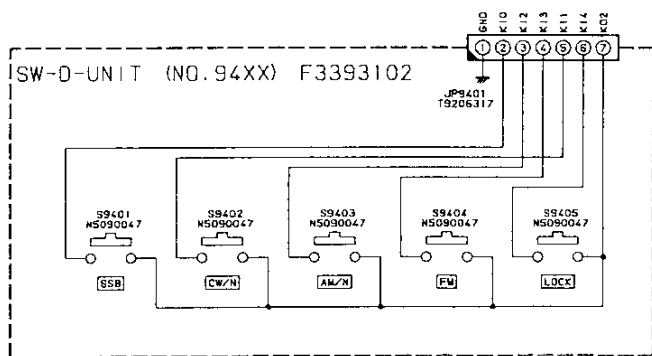 GND KI0 KI2 KI3 KI1 KI4 KO2
1 2 3 4 5 6 7
SW-D-UNIT (NO.94XX) F3393102
JP9401
T9206317
S9401 S9402 S9403 S9404 S9405
N5090047 N5090047 N5090047 N5090047 N5090047
SSB CW/N AM/N FM LOCK